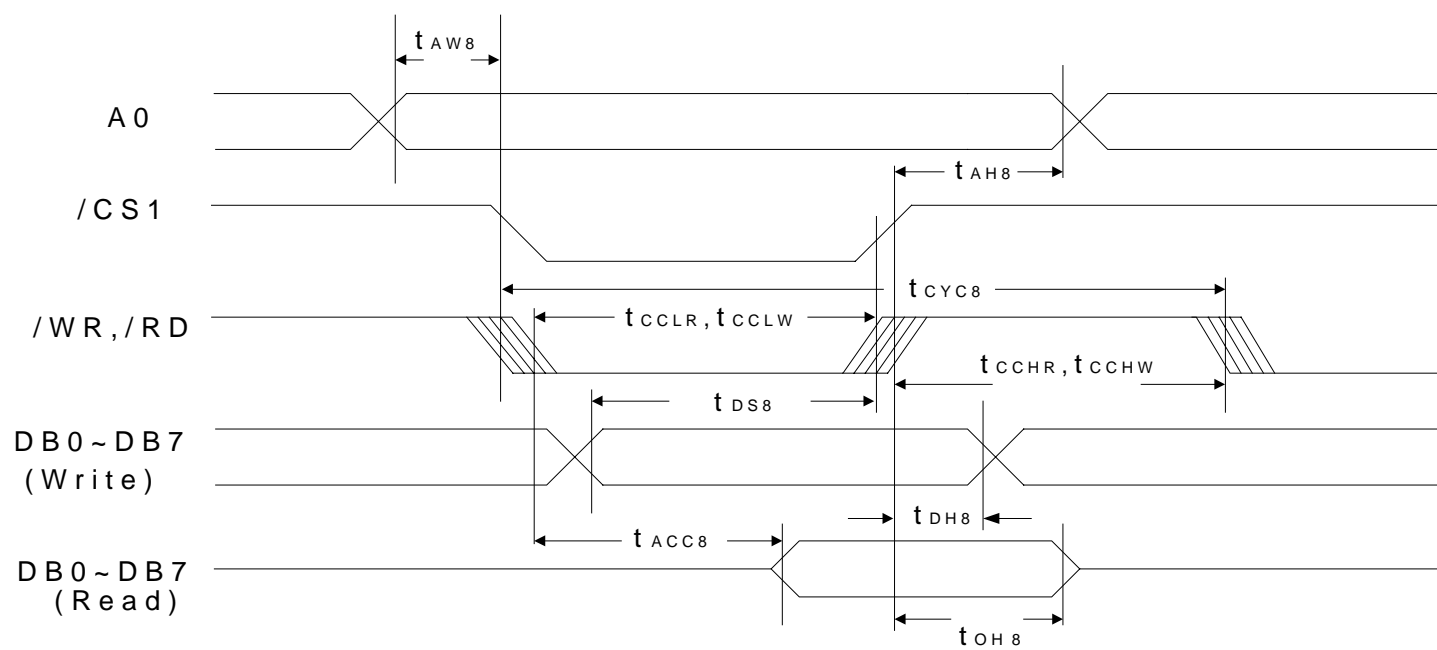 tAW8
A0
tAH8
/CS1
tCYC8
/WR,/RD
tCCLR,tCCLW
tCCHR,tCCHW
tDS8
DB0~DB7
(Write)
tDH8
tACC8
DB0~DB7
(Read)
tOH8